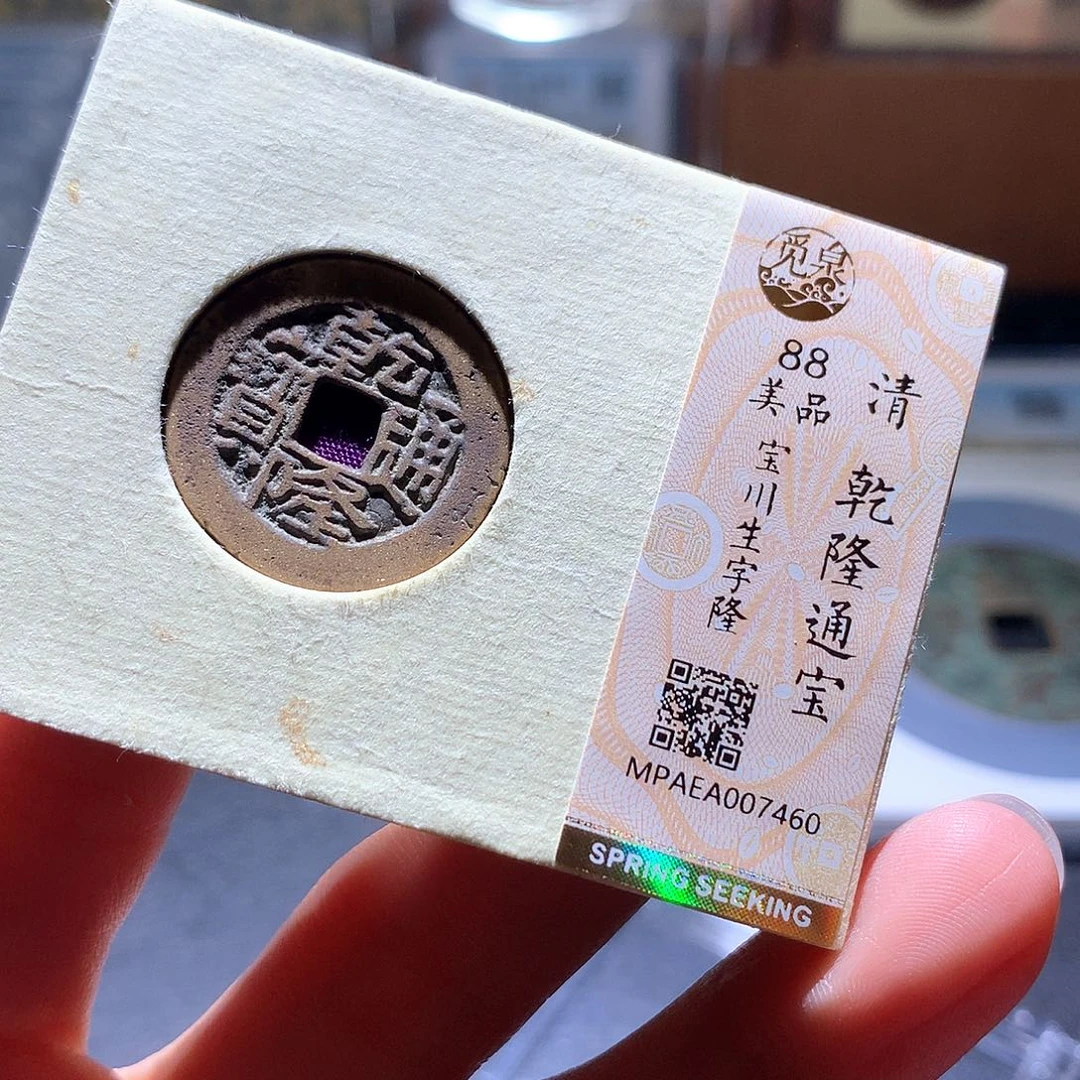 乾隆通寶
觅泉
88
美品
清 乾隆通宝
宝川生字隆
MPAEA007460
SPRING SEEKING